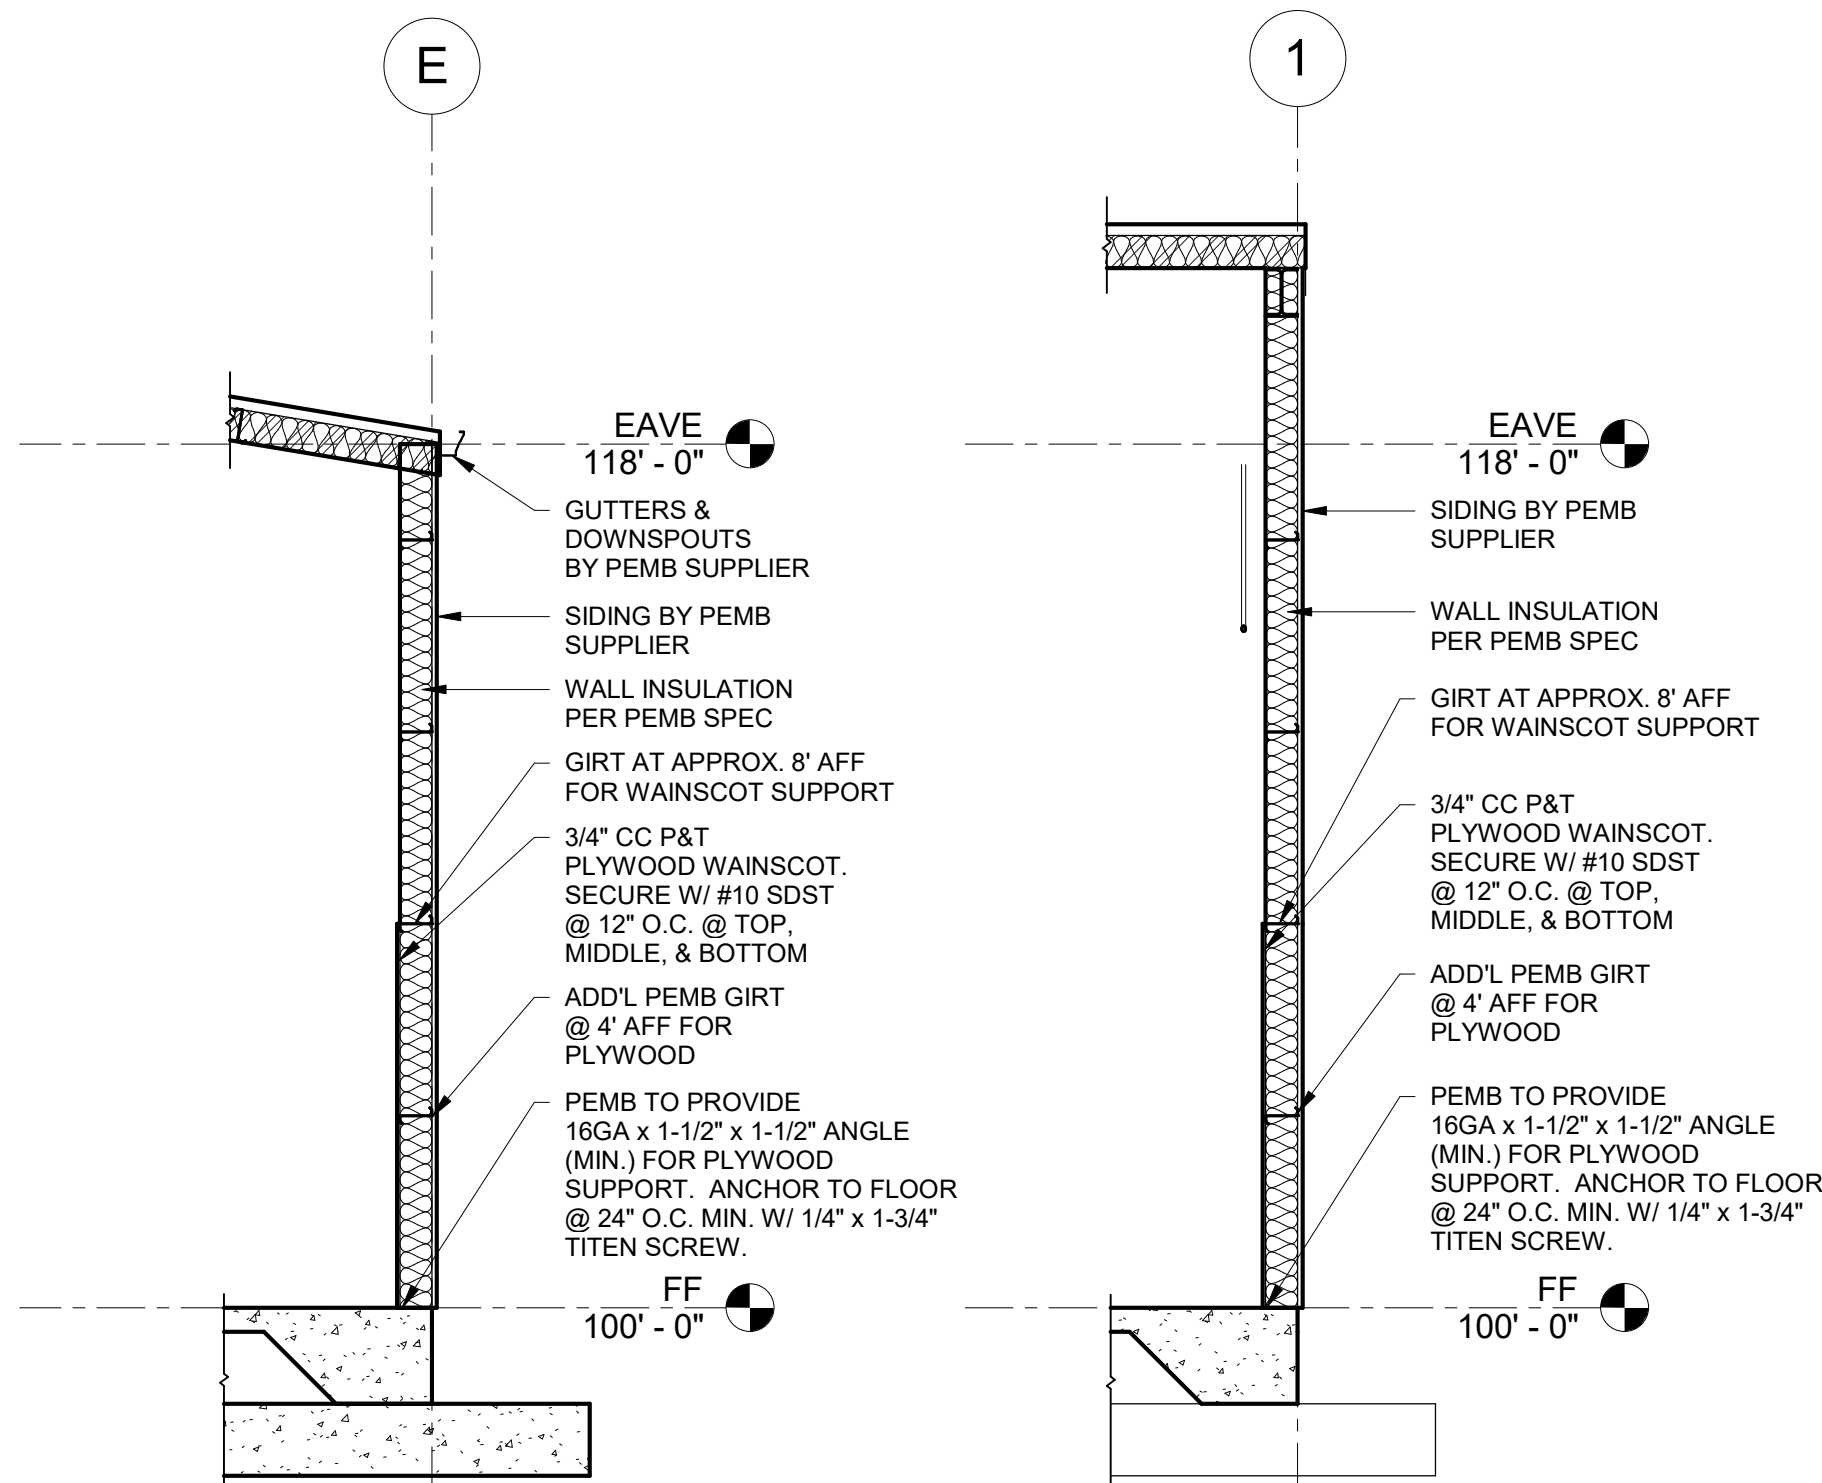 E
EAVE
118' - 0"
GUTTERS &
DOWNSPOUTS
BY PEMB SUPPLIER
SIDING BY PEMB
SUPPLIER
WALL INSULATION
PER PEMB SPEC
GIRT AT APPROX. 8' AFF
FOR WAINSCOT SUPPORT
3/4" CC P&T
PLYWOOD WAINSCOT.
SECURE W/ #10 SDST
@ 12" O.C. @ TOP,
MIDDLE, & BOTTOM
ADD'L PEMB GIRT
@ 4' AFF FOR
PLYWOOD
PEMB TO PROVIDE
16GA x 1-1/2" x 1-1/2" ANGLE
(MIN.) FOR PLYWOOD
SUPPORT.  ANCHOR TO FLOOR
@ 24" O.C. MIN. W/ 1/4" x 1-3/4"
TITEN SCREW.
FF
100' - 0"
1
EAVE
118' - 0"
SIDING BY PEMB
SUPPLIER
WALL INSULATION
PER PEMB SPEC
GIRT AT APPROX. 8' AFF
FOR WAINSCOT SUPPORT
3/4" CC P&T
PLYWOOD WAINSCOT.
SECURE W/ #10 SDST
@ 12" O.C. @ TOP,
MIDDLE, & BOTTOM
ADD'L PEMB GIRT
@ 4' AFF FOR
PLYWOOD
PEMB TO PROVIDE
16GA x 1-1/2" x 1-1/2" ANGLE
(MIN.) FOR PLYWOOD
SUPPORT.  ANCHOR TO FLOOR
@ 24" O.C. MIN. W/ 1/4" x 1-3/4"
TITEN SCREW.
FF
100' - 0"